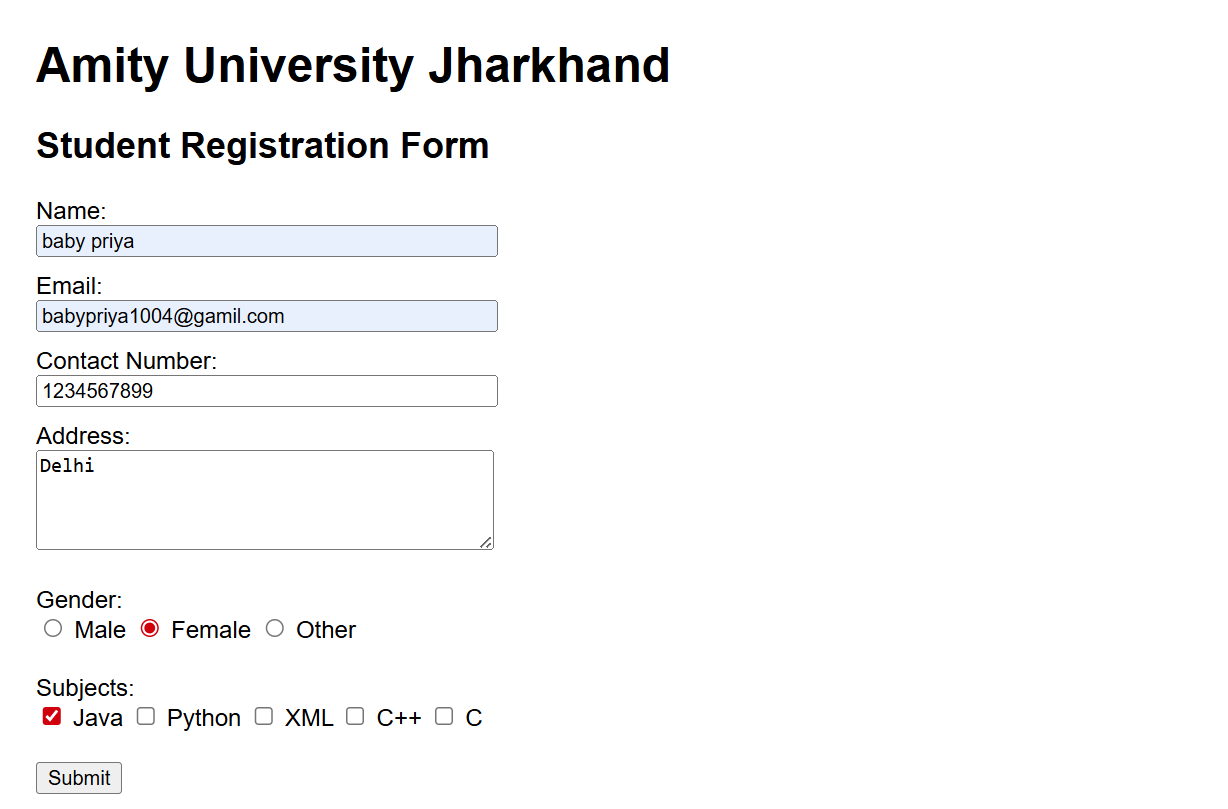 Amity University Jharkhand
Student Registration Form
Name:
baby priya
Email:
babypriya1004@gamil.com
Contact Number:
1234567899
Address:
Delhi
Gender:
Male Female Other
Subjects:
Java Python XML C++ C
Submit